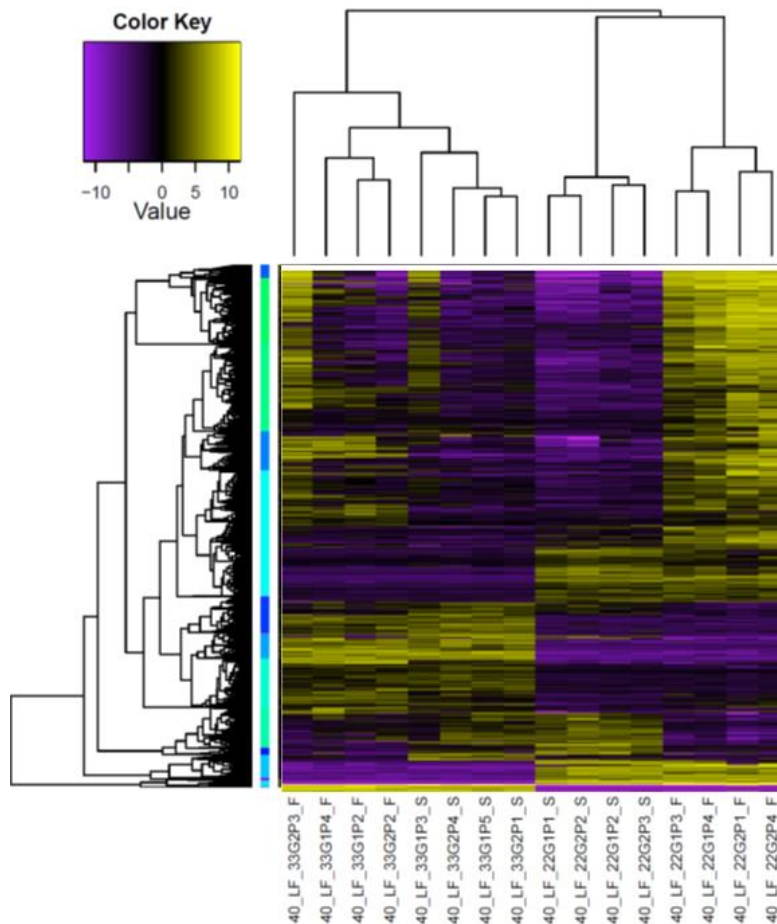 Color Key
−10 0 5 10
Value
40_LF_33G2P3_F
40_LF_33G1P4_F
40_LF_33G1P2_F
40_LF_33G2P2_F
40_LF_33G1P3_S
40_LF_33G2P4_S
40_LF_33G1P5_S
40_LF_33G2P1_S
40_LF_22G1P1_S
40_LF_22G2P2_S
40_LF_22G1P2_S
40_LF_22G2P3_S
40_LF_22G1P3_F
40_LF_22G1P4_F
40_LF_22G2P1_F
40_LF_22G2P4_F